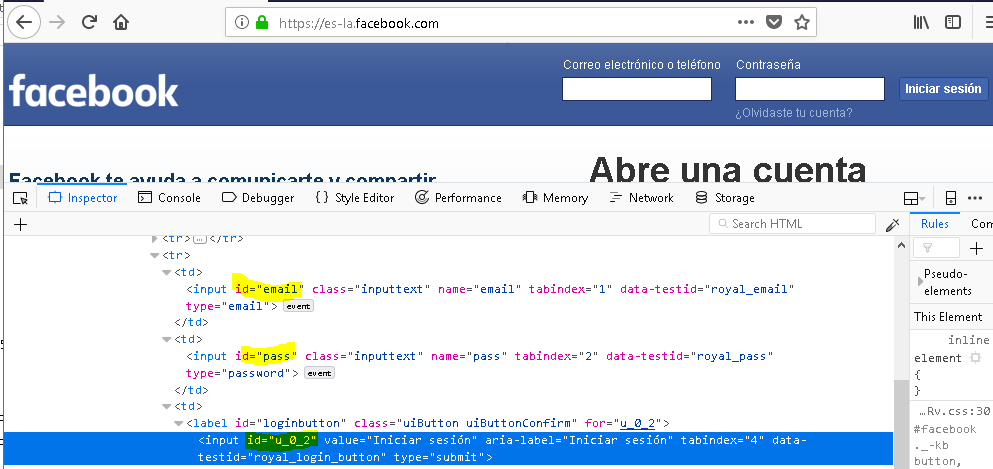 https://es-la.facebook.com
facebook
Correo electrónico o teléfono
Contraseña
Iniciar sesión
¿Olvidaste tu cuenta?
Facebook te ayuda a comunicarte y compartir
Abre una cuenta
Inspector Console Debugger {} Style Editor Performance Memory Network Storage
+ Search HTML
Rules Com
<tr>…</tr>
<tr>
<td>
<input id="email" class="inputtext" name="email" tabindex="1" data-testid="royal_email"
type="email"> event
</td>
<td>
<input id="pass" class="inputtext" name="pass" tabindex="2" data-testid="royal_pass"
type="password"> event
</td>
<td>
<label id="loginbutton" class="uiButton uiButtonConfirm" for="u_0_2">
<input id="u_0_2" value="Iniciar sesión" aria-label="Iniciar sesión" tabindex="4" data-
testid="royal_login_button" type="submit">
+
Pseudo-
elements
This Element
inline
element
{
}
…Rv.css:30
#facebook
._-kb
button,